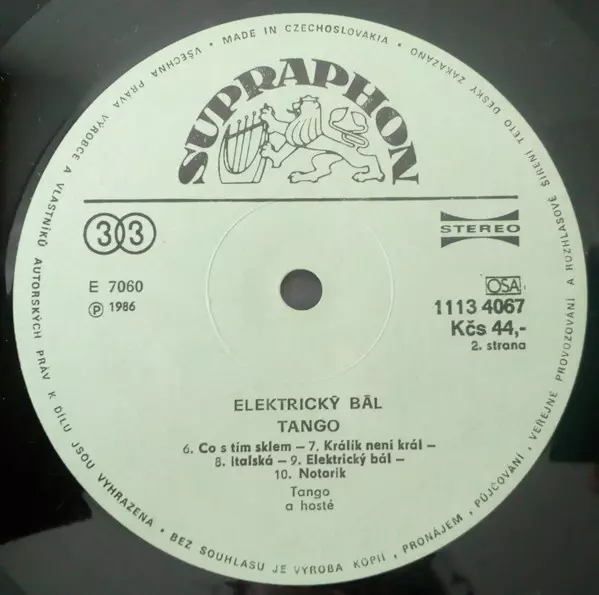 VŠECHNA PRÁVA VÝROBCE A VLASTNÍKŮ AUTORSKÝCH PRÁV K DÍLU JSOU VYHRAZENA • BEZ SOUHLASU JE VÝROBA KOPIÍ, PRONÁJEM, PŮJČOVÁNÍ, VEŘEJNÉ PROVOZOVÁNÍ A ROZHLASOVÉ ŠÍŘENÍ TÉTO DESKY ZAKÁZÁNO • MADE IN CZECHOSLOVAKIA •
SUPRAPHON
33
STEREO
E 7060
℗ 1986
OSA
1113 4067
Kčs 44,-
2. strana
ELEKTRICKÝ BÁL
TANGO
6. Co s tím sklem – 7. Králík není král –
8. Italská – 9. Elektrický bál –
10. Notorik
Tango
a hosté